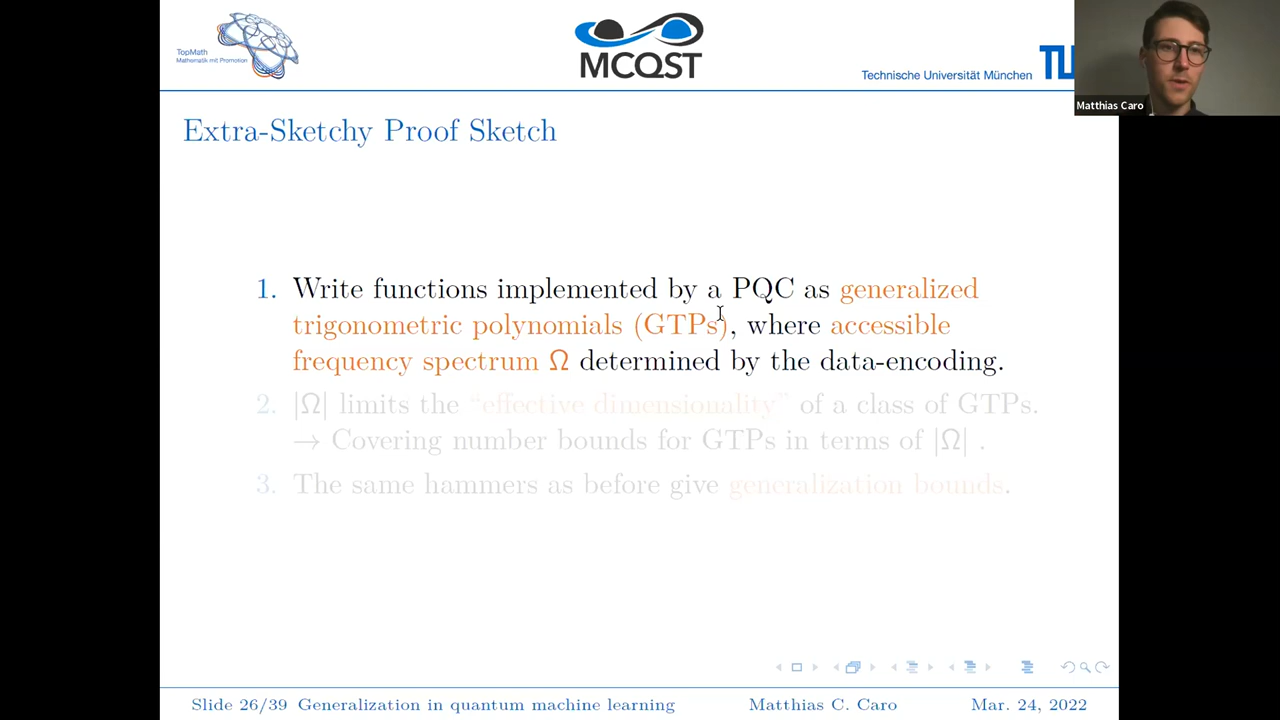 TopMath
Mathematik mit Promotion
MCQST
Technische Universität München
TU
Matthias Caro
Extra-Sketchy Proof Sketch
1. Write functions implemented by a PQC as generalized
trigonometric polynomials (GTPs), where accessible
frequency spectrum Ω determined by the data-encoding.
2. |Ω| limits the “effective dimensionality” of a class of GTPs.
→ Covering number bounds for GTPs in terms of |Ω| .
3. The same hammers as before give generalization bounds.
Slide 26/39 Generalization in quantum machine learning Matthias C. Caro Mar. 24, 2022